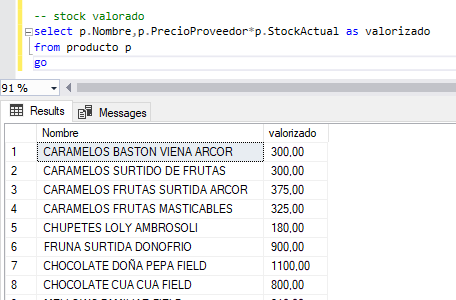 -- stock valorado
select p.Nombre,p.PrecioProveedor*p.StockActual as valorizado
from producto p
go
91 %
Results Messages
Nombre valorizado
1 CARAMELOS BASTON VIENA ARCOR 300,00
2 CARAMELOS SURTIDO DE FRUTAS 300,00
3 CARAMELOS FRUTAS SURTIDA ARCOR 375,00
4 CARAMELOS FRUTAS MASTICABLES 325,00
5 CHUPETES LOLY AMBROSOLI 180,00
6 FRUNA SURTIDA DONOFRIO 900,00
7 CHOCOLATE DOÑA PEPA FIELD 1100,00
8 CHOCOLATE CUA CUA FIELD 800,00